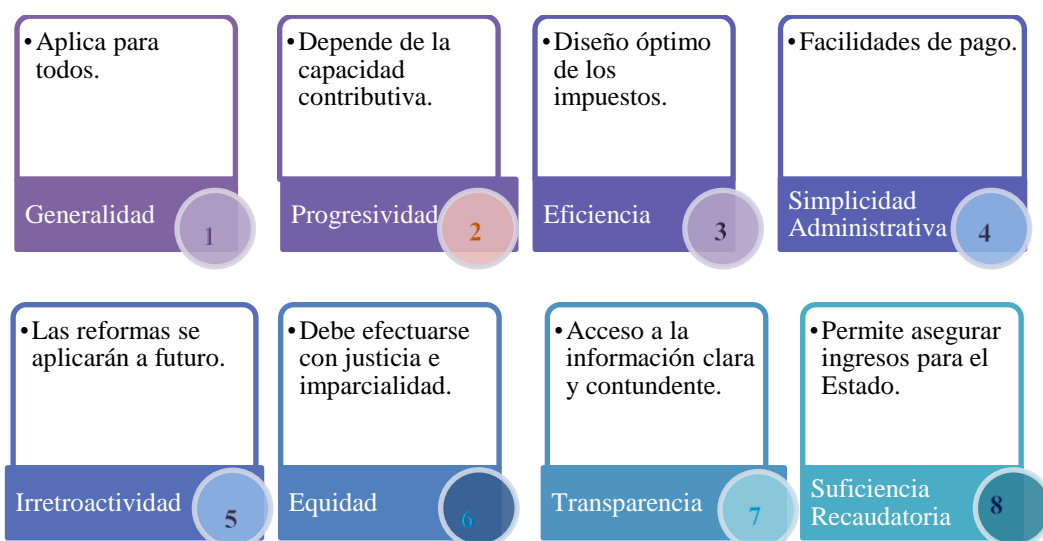 •Aplica para
todos.
Generalidad
1
•Depende de la
capacidad
contributiva.
Progresividad
2
•Diseño óptimo
de los
impuestos.
Eficiencia
3
•Facilidades de pago.
Simplicidad
Administrativa
4
•Las reformas se
aplicarán a futuro.
Irretroactividad
5
•Debe efectuarse
con justicia e
imparcialidad.
Equidad
6
•Acceso a la
información clara
y contundente.
Transparencia
7
•Permite asegurar
ingresos para el
Estado.
Suficiencia
Recaudatoria
8